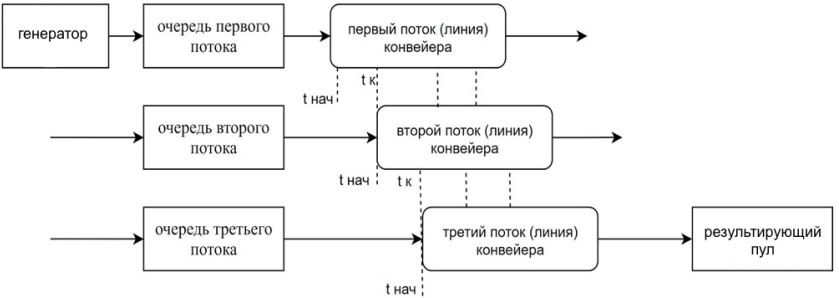 генератор
очередь первого
потока
первый поток (линия)
конвейера
t к
t нач
очередь второго
потока
второй поток (линия)
конвейера
t нач
t к
очередь третьего
потока
третий поток (линия)
конвейера
результирующий
пул
t нач